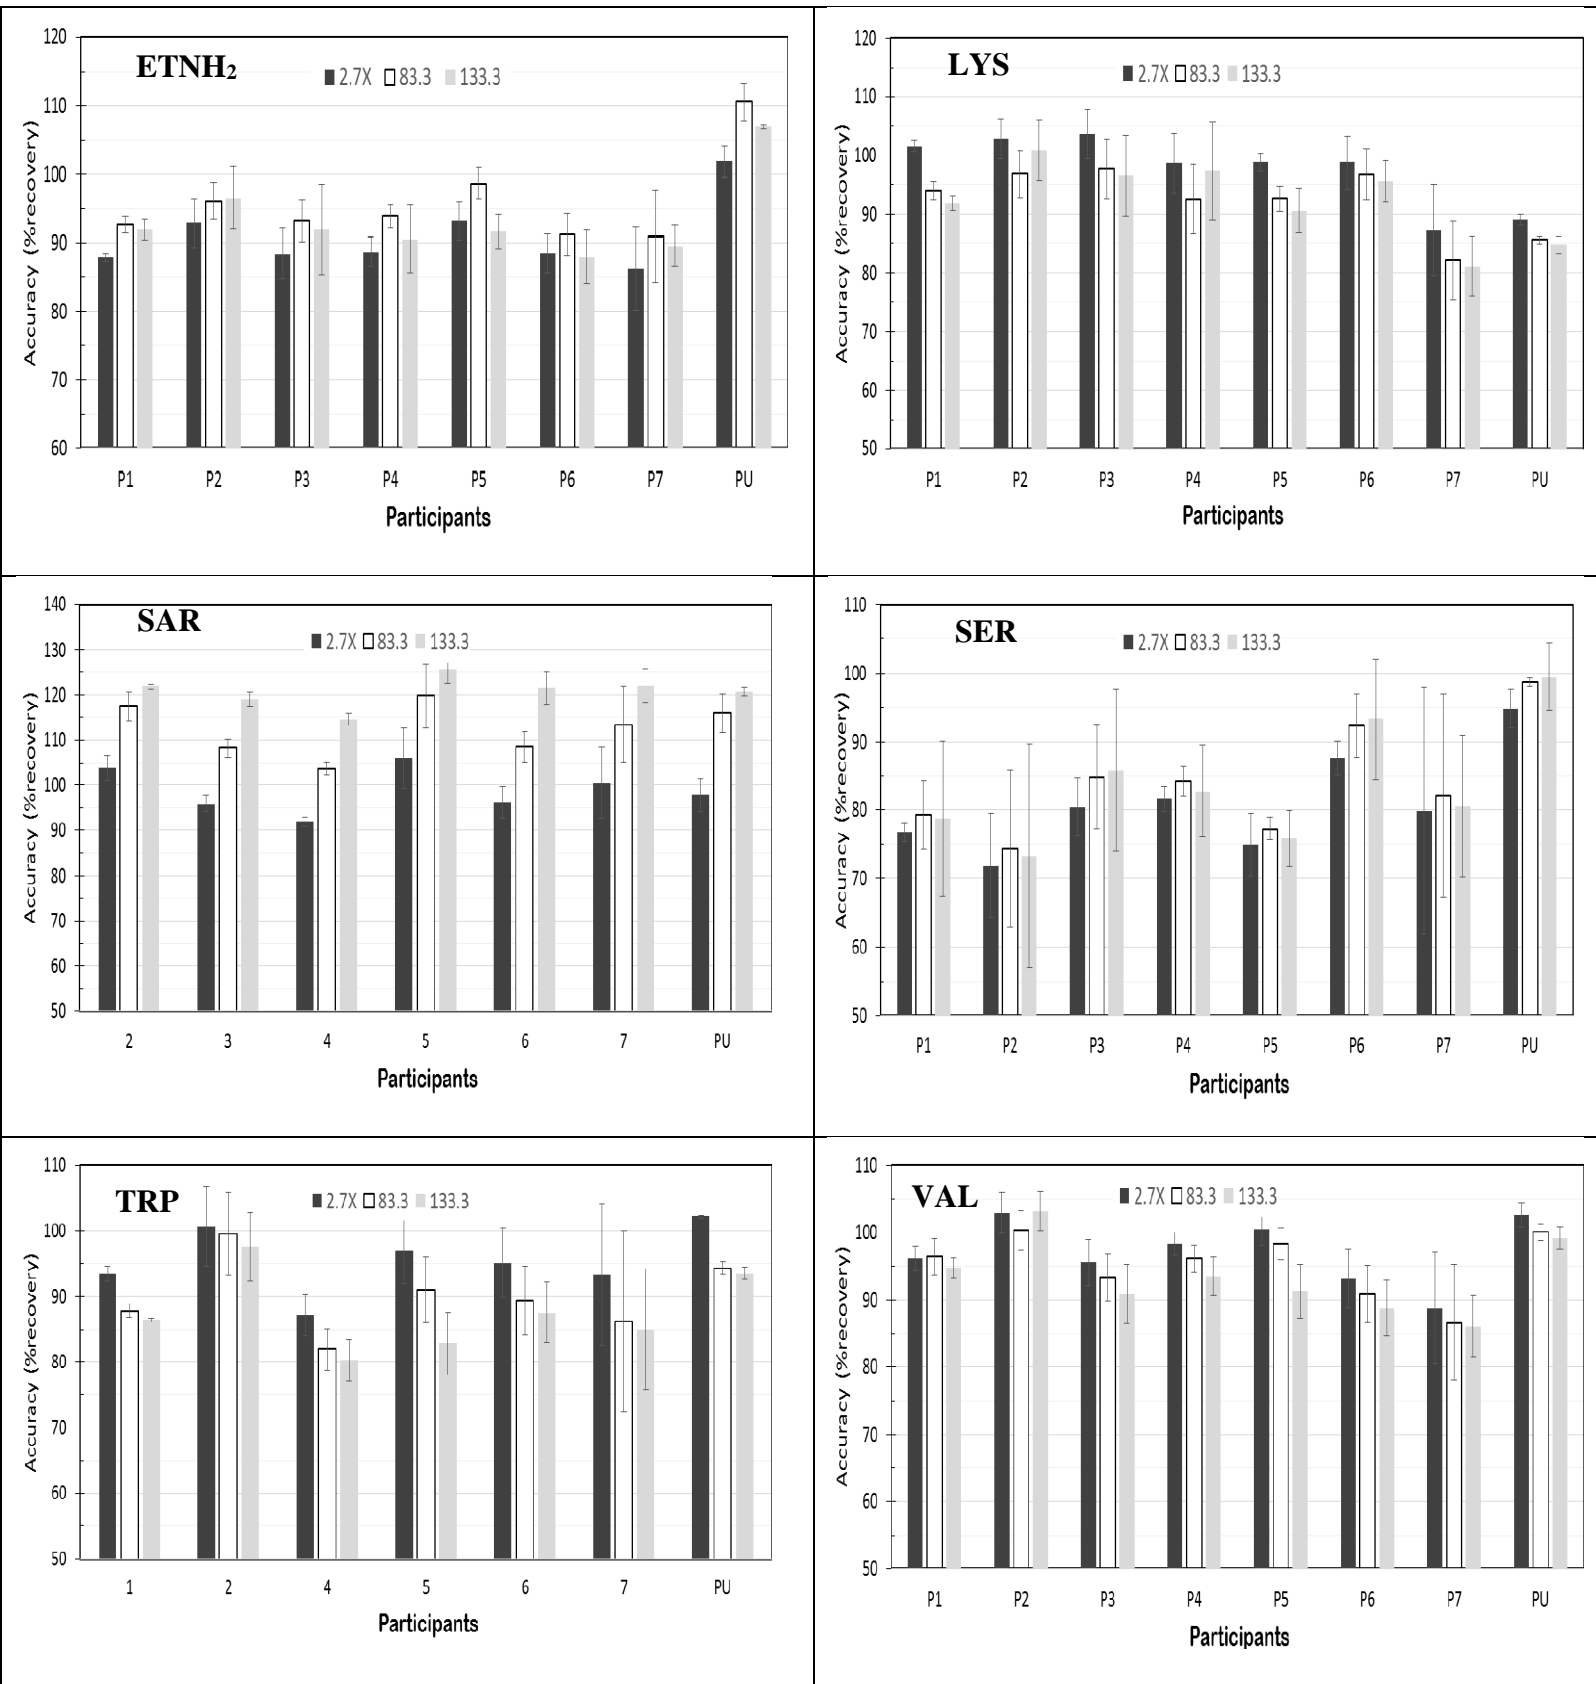 ETNH₂
2.7X 83.3 133.3
Accuracy (%recovery)
120
110
100
90
80
70
60
P1 P2 P3 P4 P5 P6 P7 PU
Participants
LYS
2.7X 83.3 133.3
Accuracy (%recovery)
120
110
100
90
80
70
60
50
P1 P2 P3 P4 P5 P6 P7 PU
Participants
SAR
2.7X 83.3 133.3
Accuracy (%recovery)
140
130
120
110
100
90
80
70
60
50
2 3 4 5 6 7 PU
Participants
SER
2.7X 83.3 133.3
Accuracy (%recovery)
110
100
90
80
70
60
50
P1 P2 P3 P4 P5 P6 P7 PU
Participants
TRP
2.7X 83.3 133.3
Accuracy (%recovery)
110
100
90
80
70
60
50
1 2 4 5 6 7 PU
Participants
VAL
2.7X 83.3 133.3
Accuracy (%recovery)
110
100
90
80
70
60
50
P1 P2 P3 P4 P5 P6 P7 PU
Participants